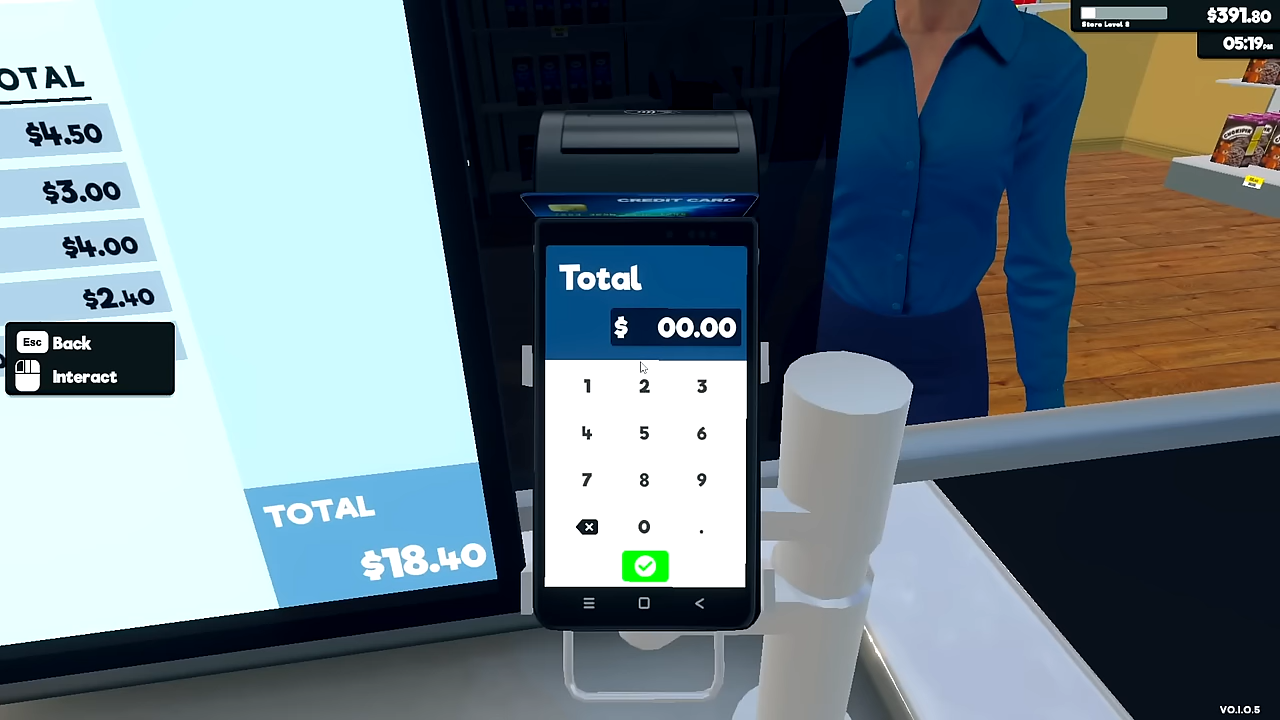 OTAL
$4.50
$3.00
$4.00
$2.40
Esc Back
Interact
TOTAL
$18.40
CREDIT CARD
Total
$ 00.00
1 2 3
4 5 6
7 8 9
0 .
Store Level 8
$391.80
05:19PM
V0.1.0.5